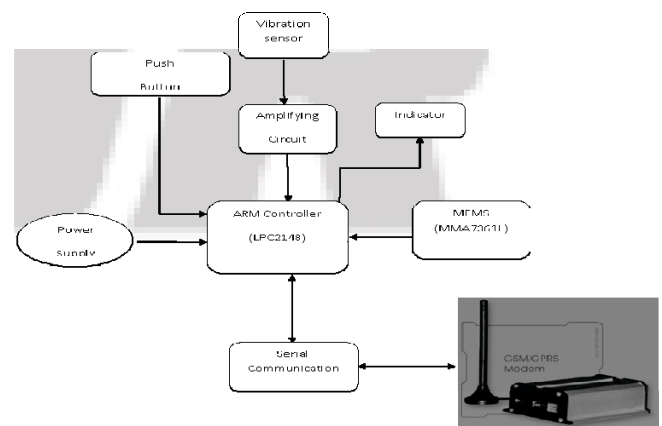 Vibration
sensor
Push
Button
Amplifying
Circuit
Indicator
ARM Controller
(LPC2148)
MEMS
(MMA7361L)
Power
Supply
Serial
Communication
GSM/GPRS
Modem